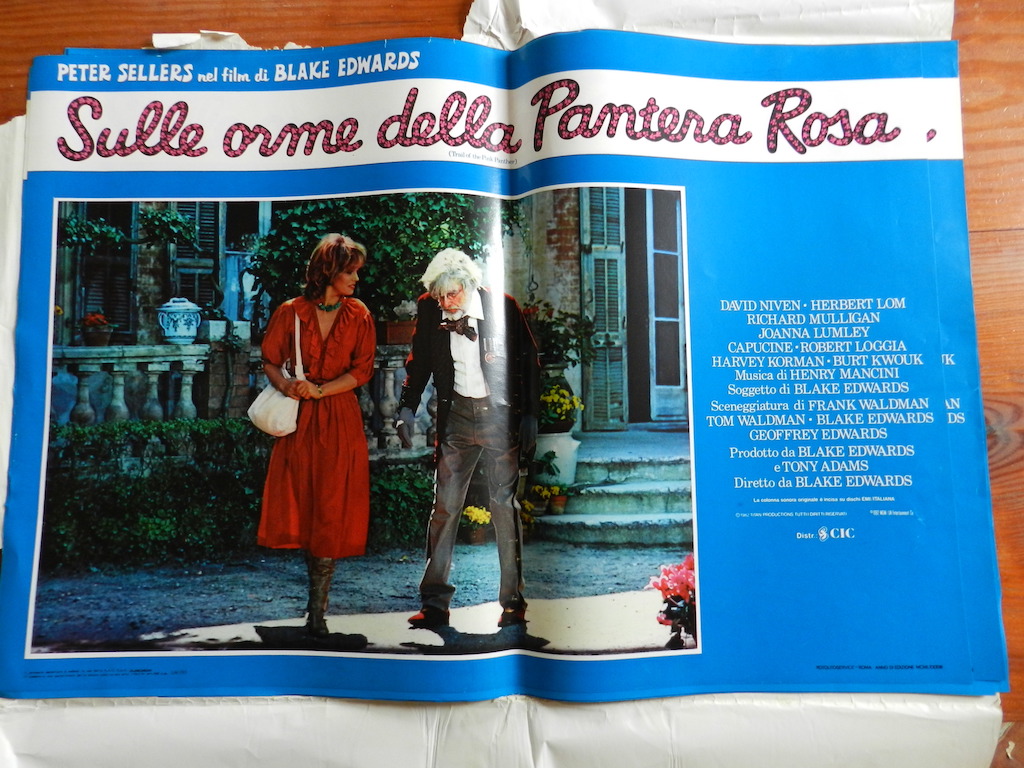 PETER SELLERS nel film di BLAKE EDWARDS
Sulle orme della Pantera Rosa
(Trail of the Pink Panther)
DAVID NIVEN · HERBERT LOM
RICHARD MULLIGAN
JOANNA LUMLEY
CAPUCINE · ROBERT LOGGIA
HARVEY KORMAN · BURT KWOUK UK
Musica di HENRY MANCINI
Soggetto di BLAKE EDWARDS
Sceneggiatura di FRANK WALDMAN AN
TOM WALDMAN · BLAKE EDWARDS DS
GEOFFREY EDWARDS
Prodotto da BLAKE EDWARDS
e TONY ADAMS
Diretto da BLAKE EDWARDS
La colonna sonora originale è incisa su dischi EMI-ITALIANA
Distr.: CIC